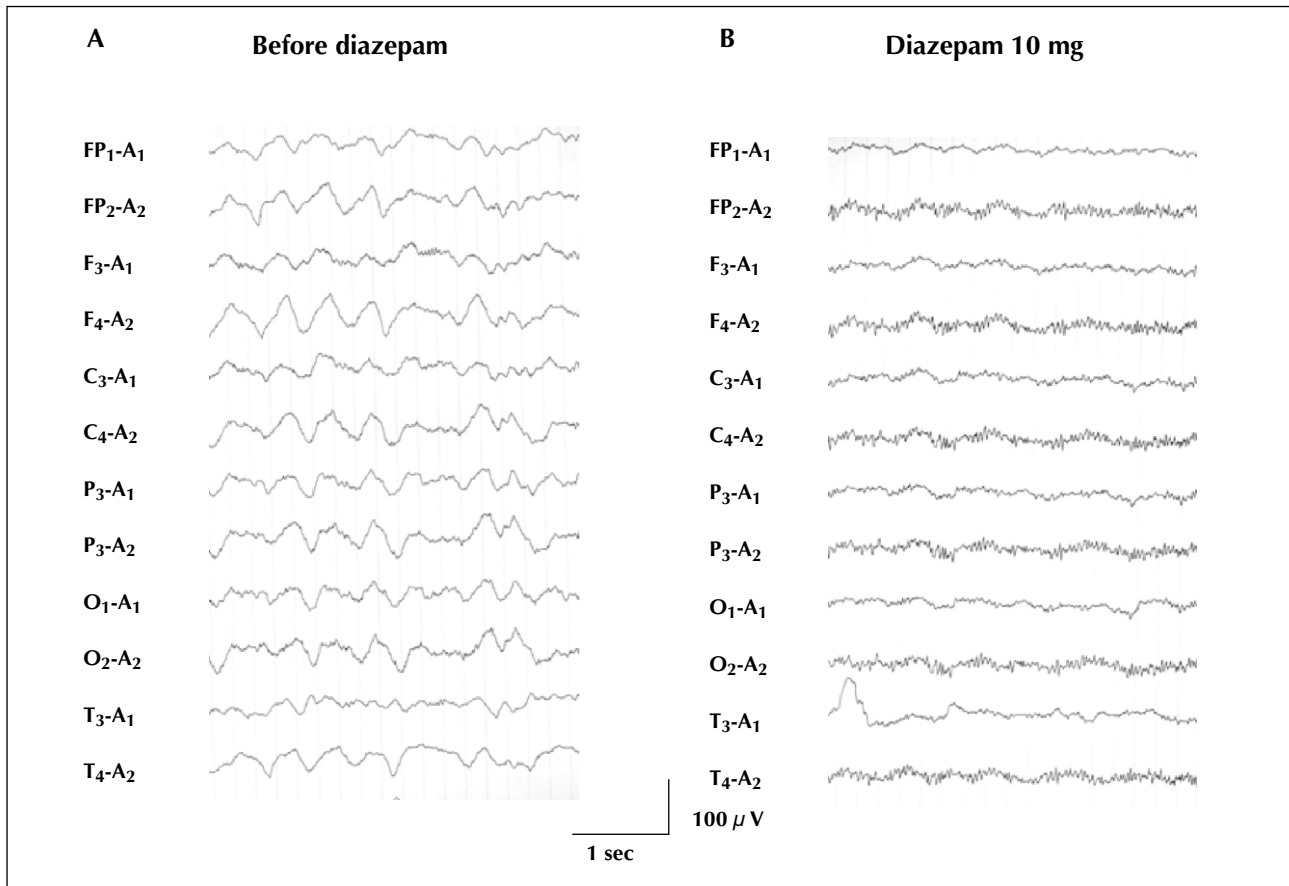 A Before diazepam
FP1-A1
FP2-A2
F3-A1
F4-A2
C3-A1
C4-A2
P3-A1
P3-A2
O1-A1
O2-A2
T3-A1
T4-A2
B Diazepam 10 mg
FP1-A1
FP2-A2
F3-A1
F4-A2
C3-A1
C4-A2
P3-A1
P3-A2
O1-A1
O2-A2
T3-A1
T4-A2
100 μ V
1 sec